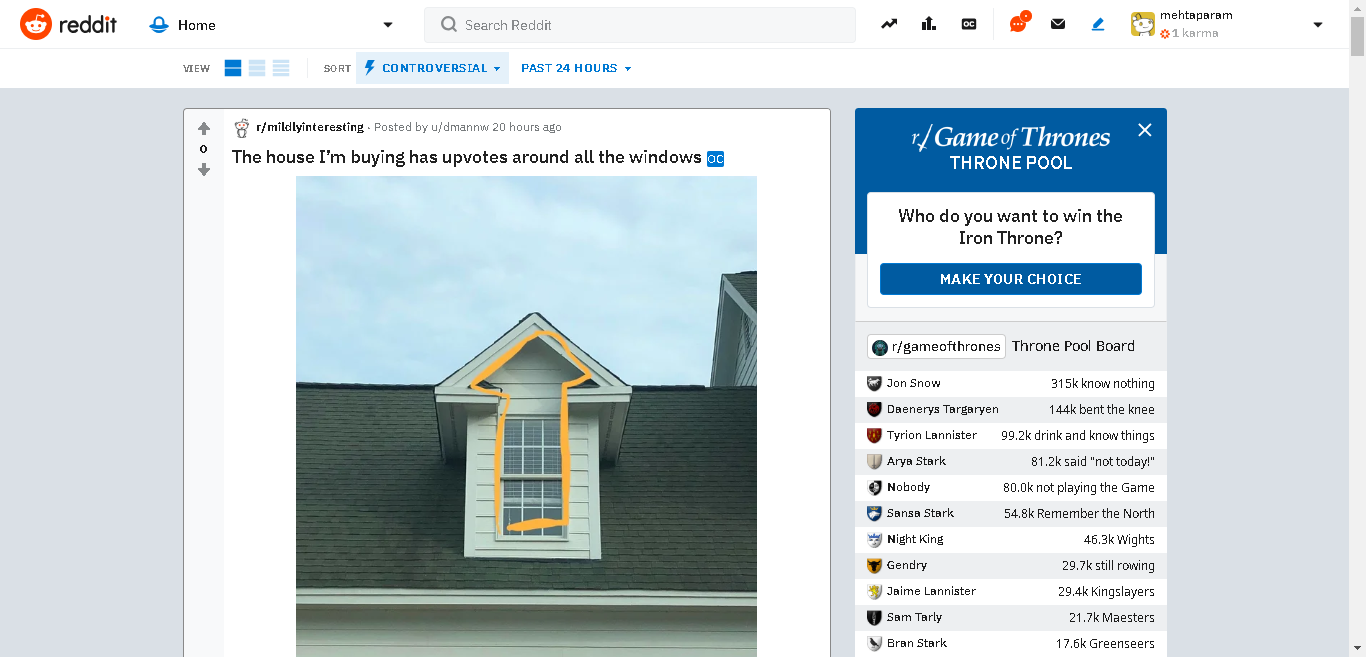 reddit
Home
Search Reddit
OC
mehtaparam
1 karma
VIEW
SORT
CONTROVERSIAL
PAST 24 HOURS
0
r/mildlyinteresting · Posted by u/dmannw 20 hours ago
The house I'm buying has upvotes around all the windows OC
r/Game of Thrones
THRONE POOL
Who do you want to win the
Iron Throne?
MAKE YOUR CHOICE
r/gameofthrones Throne Pool Board
Jon Snow 315k know nothing
Daenerys Targaryen 144k bent the knee
Tyrion Lannister 99.2k drink and know things
Arya Stark 81.2k said "not today!"
Nobody 80.0k not playing the Game
Sansa Stark 54.8k Remember the North
Night King 46.3k Wights
Gendry 29.7k still rowing
Jaime Lannister 29.4k Kingslayers
Sam Tarly 21.7k Maesters
Bran Stark 17.6k Greenseers